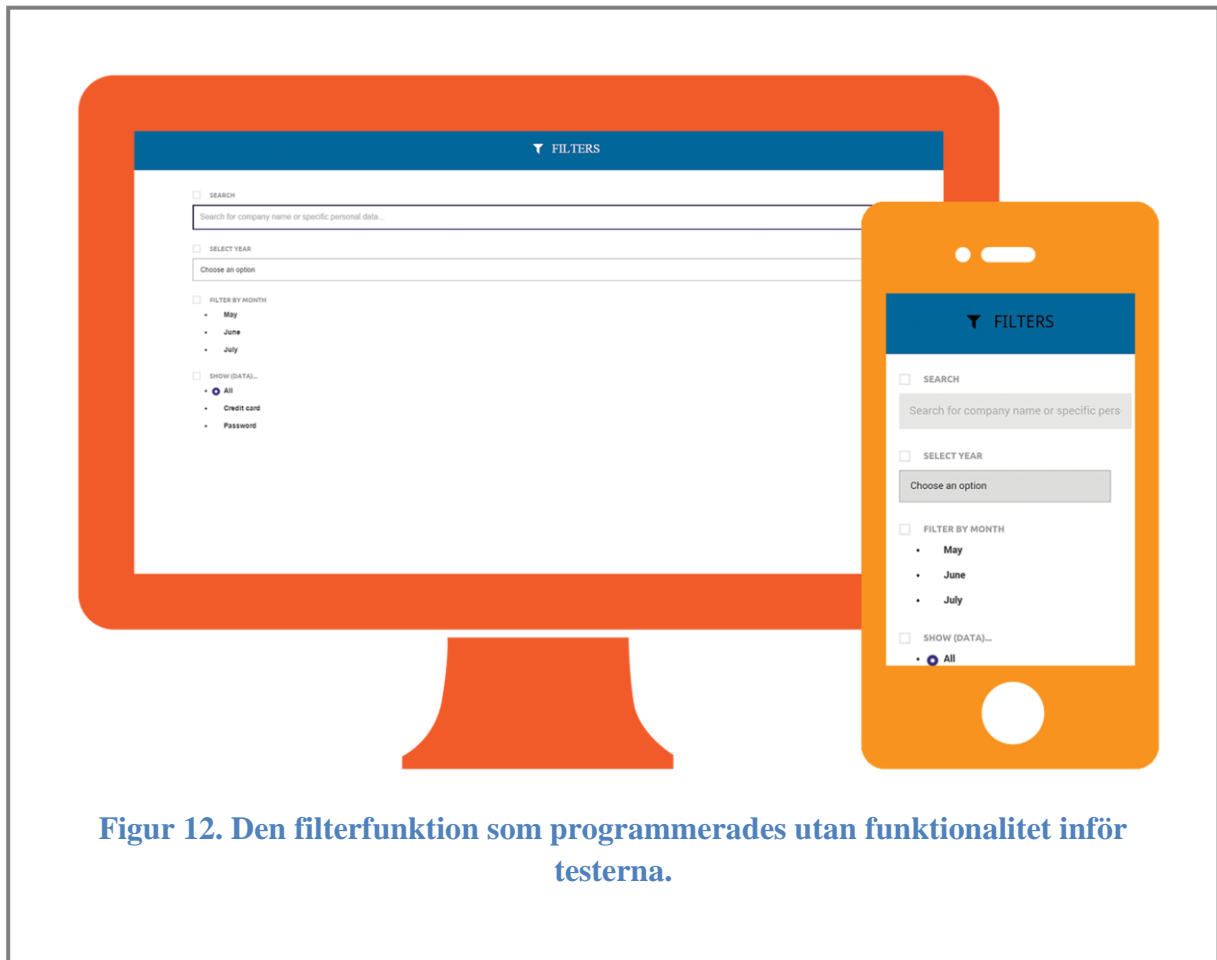 FILTERS
SEARCH
Search for company name or specific personal data...
SELECT YEAR
Choose an option
FILTER BY MONTH
• May
• June
• July
SHOW (DATA)...
• All
• Credit card
• Password
FILTERS
SEARCH
Search for company name or specific pers
SELECT YEAR
Choose an option
FILTER BY MONTH
• May
• June
• July
SHOW (DATA)...
• All
Figur 12. Den filterfunktion som programmerades utan funktionalitet inför
testerna.